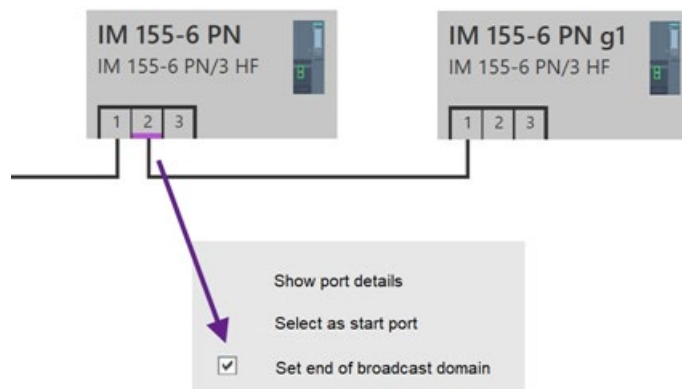 IM 155-6 PN
IM 155-6 PN/3 HF
1 2 3
IM 155-6 PN g1
IM 155-6 PN/3 HF
1 2 3
Show port details
Select as start port
Set end of broadcast domain